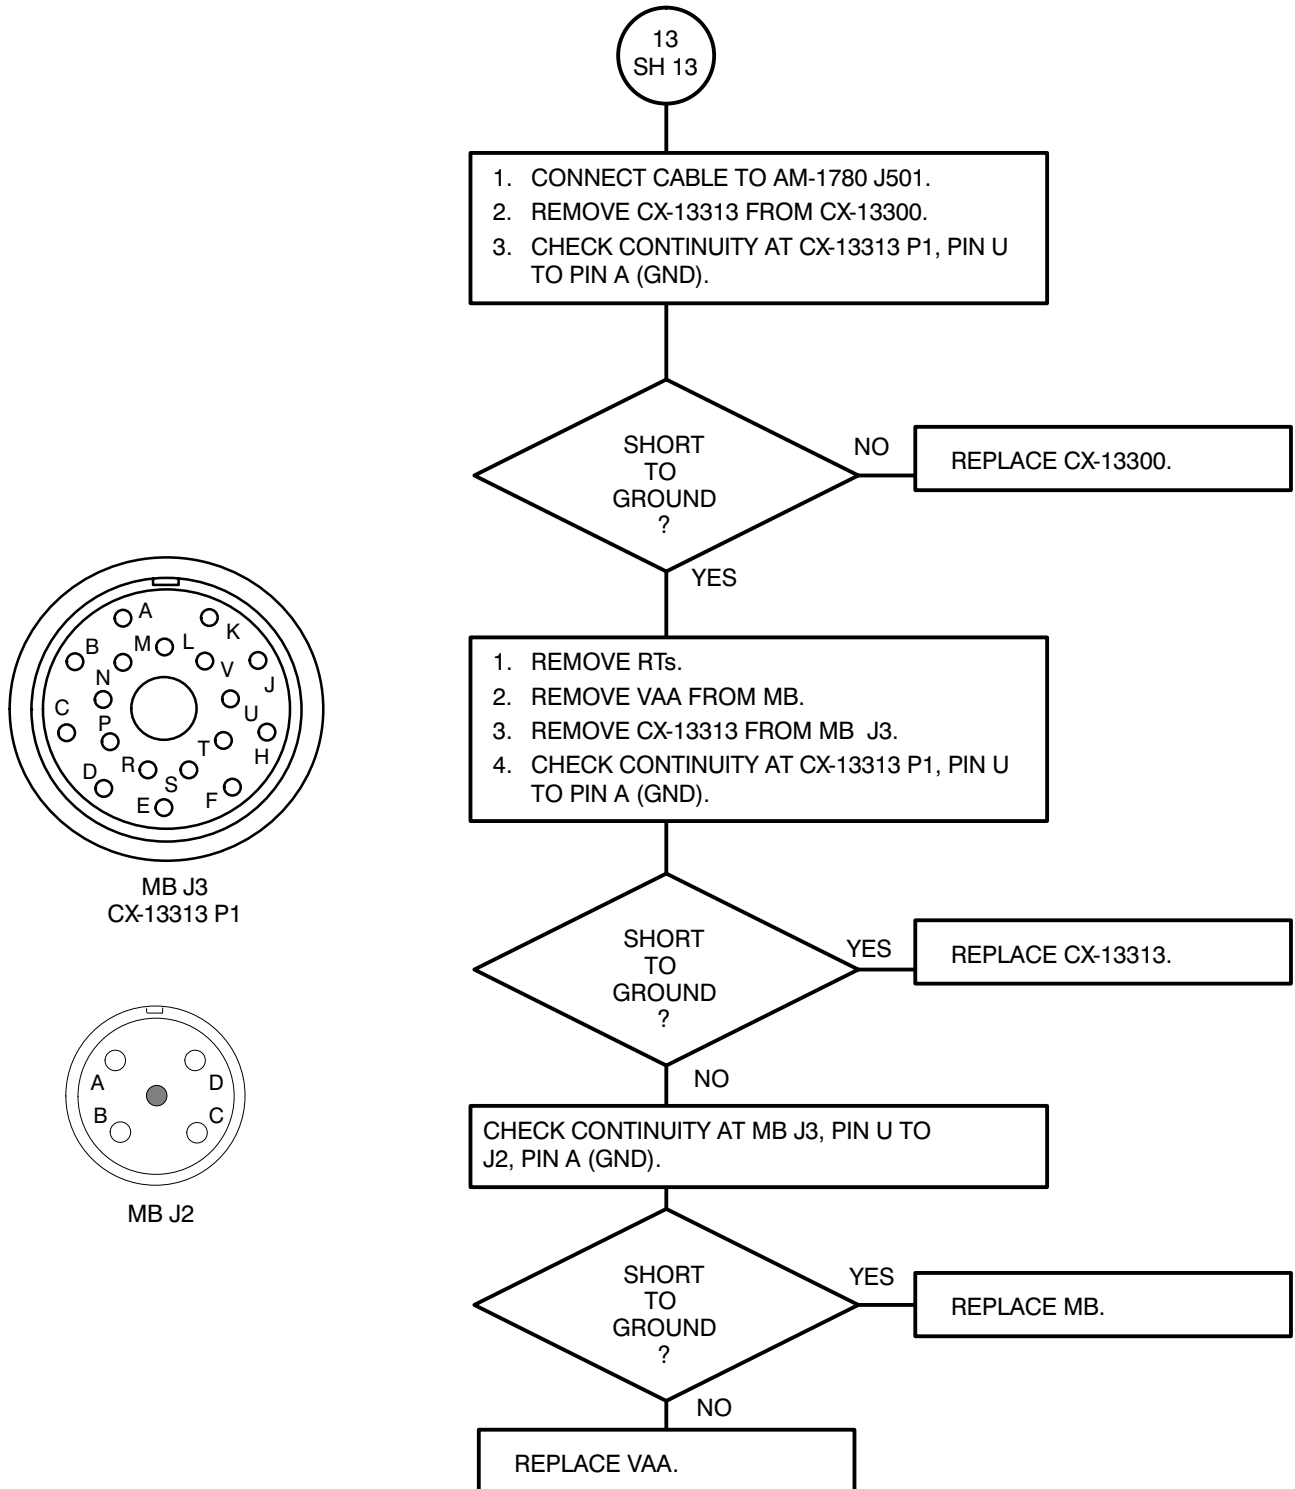 13
SH 13
1. CONNECT CABLE TO AM-1780 J501.
2. REMOVE CX-13313 FROM CX-13300.
3. CHECK CONTINUITY AT CX-13313 P1, PIN U
TO PIN A (GND).
SHORT
TO
GROUND
?
NO
REPLACE CX-13300.
YES
1. REMOVE RTs.
2. REMOVE VAA FROM MB.
3. REMOVE CX-13313 FROM MB J3.
4. CHECK CONTINUITY AT CX-13313 P1, PIN U
TO PIN A (GND).
A
K
B
M
L
N
V
J
C
P
U
H
D
R
S
T
E
F
MB J3
CX-13313 P1
SHORT
TO
GROUND
?
YES
REPLACE CX-13313.
NO
A
D
B
C
MB J2
CHECK CONTINUITY AT MB J3, PIN U TO
J2, PIN A (GND).
SHORT
TO
GROUND
?
YES
REPLACE MB.
NO
REPLACE VAA.